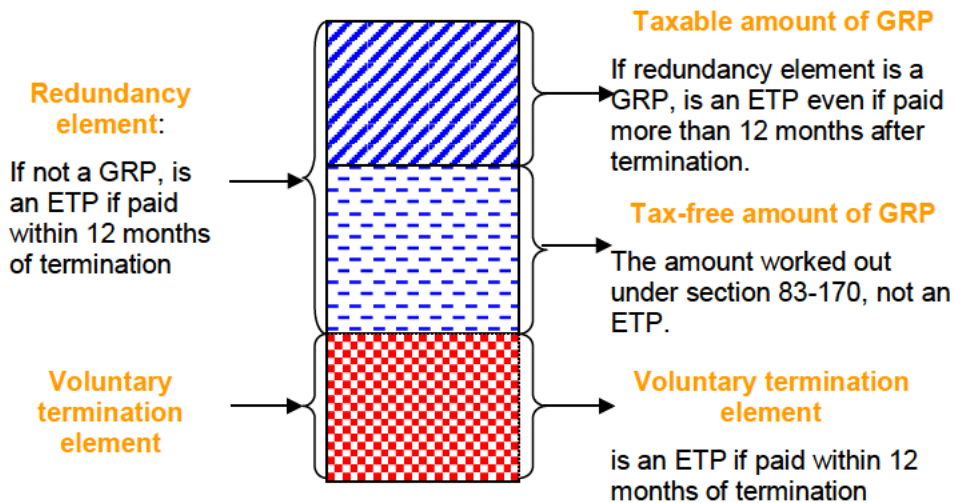 Redundancy
element:
If not a GRP, is
an ETP if paid
within 12 months
of termination
Voluntary
termination
element
Taxable amount of GRP
If redundancy element is a
GRP, is an ETP even if paid
more than 12 months after
termination.
Tax-free amount of GRP
The amount worked out
under section 83-170, not an
ETP.
Voluntary termination
element
is an ETP if paid within 12
months of termination